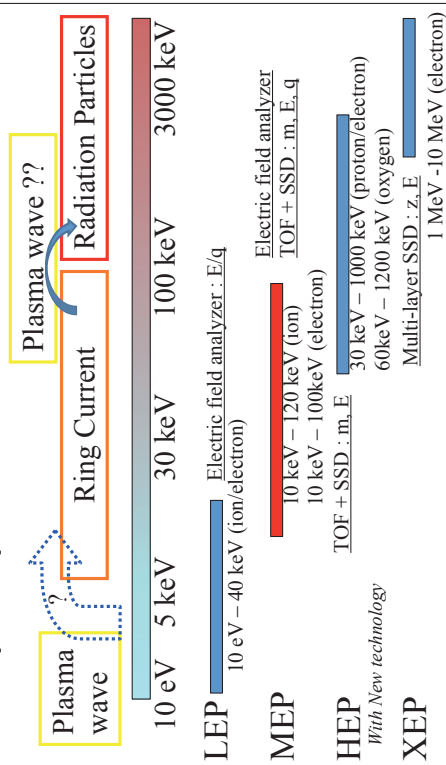 Plasma wave ??
Plasma
wave
?
Ring Current
Radiation Particles
10 eV 5 keV 30 keV 100 keV 3000 keV
LEP
10 eV – 40 keV (ion/electron)
Electric field analyzer : E/q
MEP
10 keV – 120 keV (ion)
10 keV – 100keV (electron)
Electric field analyzer
TOF + SSD : m, E, q
HEP
With New technology
TOF + SSD : m, E
30 keV – 1000 keV (proton/electron)
60keV – 1200 keV (oxygen)
XEP
Multi-layer SSD : z, E
1 MeV -10 MeV (electron)